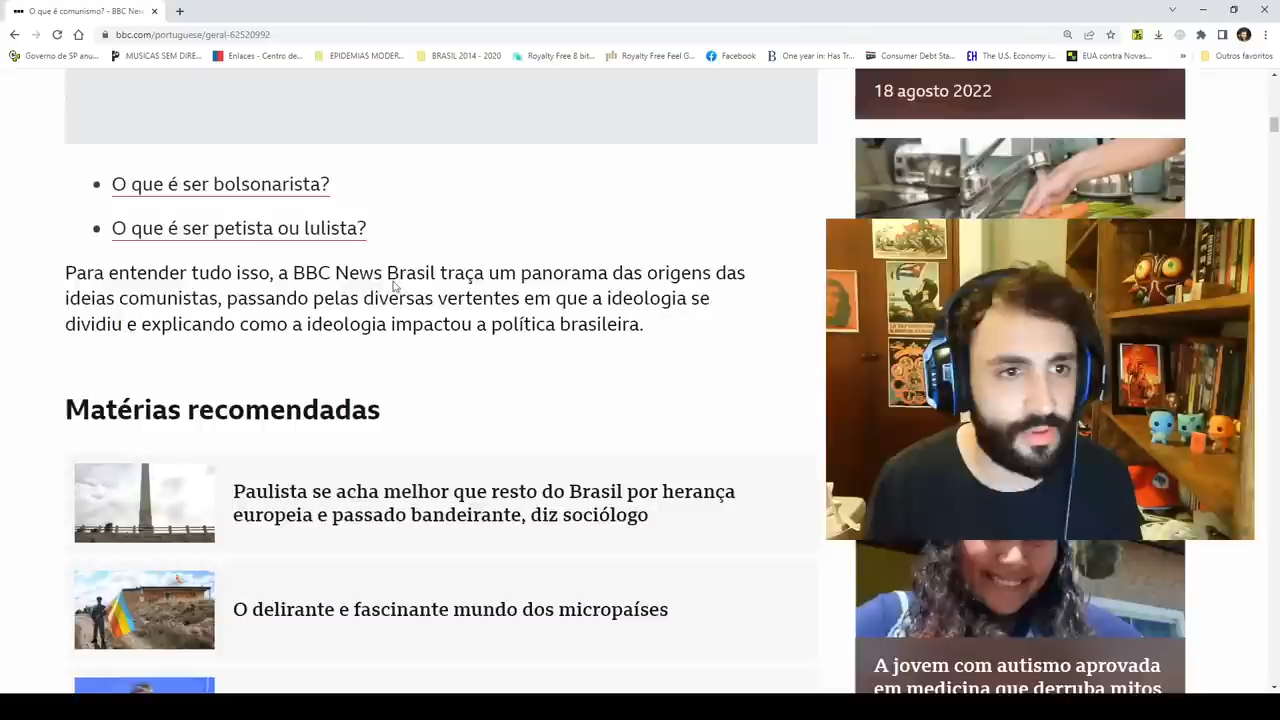 O que é comunismo? - BBC New
bbc.com/portuguese/geral-62520992
Governo de SP anu...
MUSICAS SEM DIRE...
Enlaces - Centro de...
EPIDEMIAS MODER...
BRASIL 2014 - 2020
Royalty Free 8 bit...
Royalty Free Feel G...
Facebook
One year in: Has Tr...
Consumer Debt Sta...
The U.S. Economy i...
EUA contra Novas...
»
Outros favoritos
18 agosto 2022
• O que é ser bolsonarista?
• O que é ser petista ou lulista?
Para entender tudo isso, a BBC News Brasil traça um panorama das origens das
ideias comunistas, passando pelas diversas vertentes em que a ideologia se
dividiu e explicando como a ideologia impactou a política brasileira.
Matérias recomendadas
Paulista se acha melhor que resto do Brasil por herança
europeia e passado bandeirante, diz sociólogo
O delirante e fascinante mundo dos micropaíses
A jovem com autismo aprovada
em medicina que derruba mitos